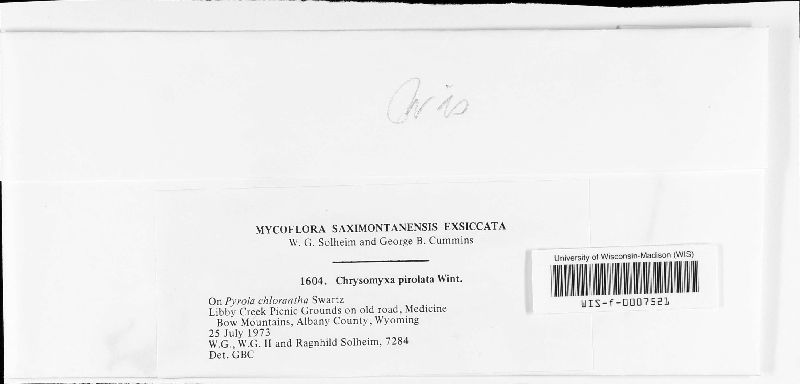 Wis
MYCOFLORA SAXIMONTANENSIS EXSICCATA
W. G. Solheim and George B. Cummins
1604. Chrysomyxa pirolata Wint.
On Pyrola chlorantha Swartz
Libby Creek Picnic Grounds on old road, Medicine
Bow Mountains, Albany County, Wyoming
25 July 1973
W.G., W.G. II and Ragnhild Solheim, 7284
Det. GBC
University of Wisconsin-Madison (WIS)
WIS-f-0007521